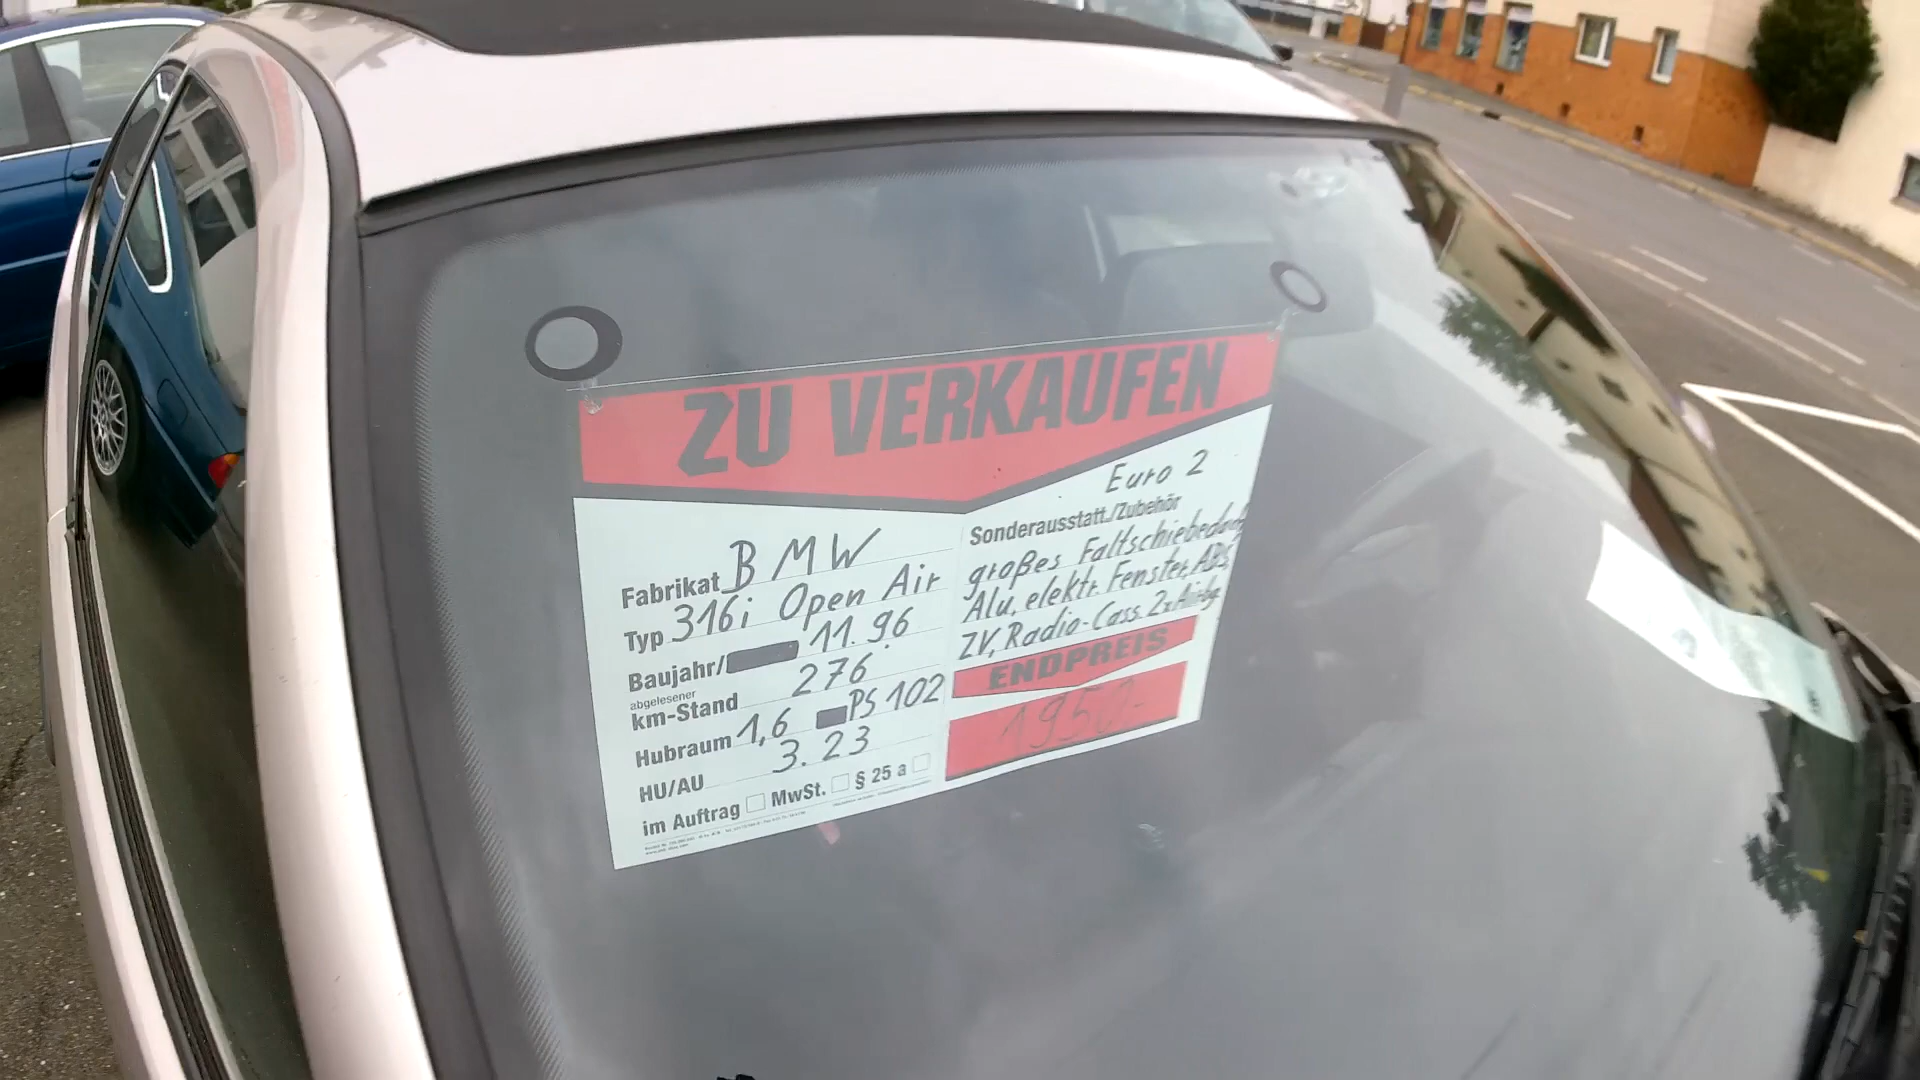 ZU VERKAUFEN
Fabrikat BMW
Typ 316i Open Air
Baujahr/ 11.96
abgelesener
km-Stand 276
Hubraum 1,6 PS 102
HU/AU 3.23
im Auftrag MwSt. § 25 a
Euro 2
Sonderausstatt./Zubehör
großes Faltschiebedach
Alu, elektr. Fenster, ABS,
ZV, Radio-Cass. 2x Airbg
ENDPREIS
1950,-